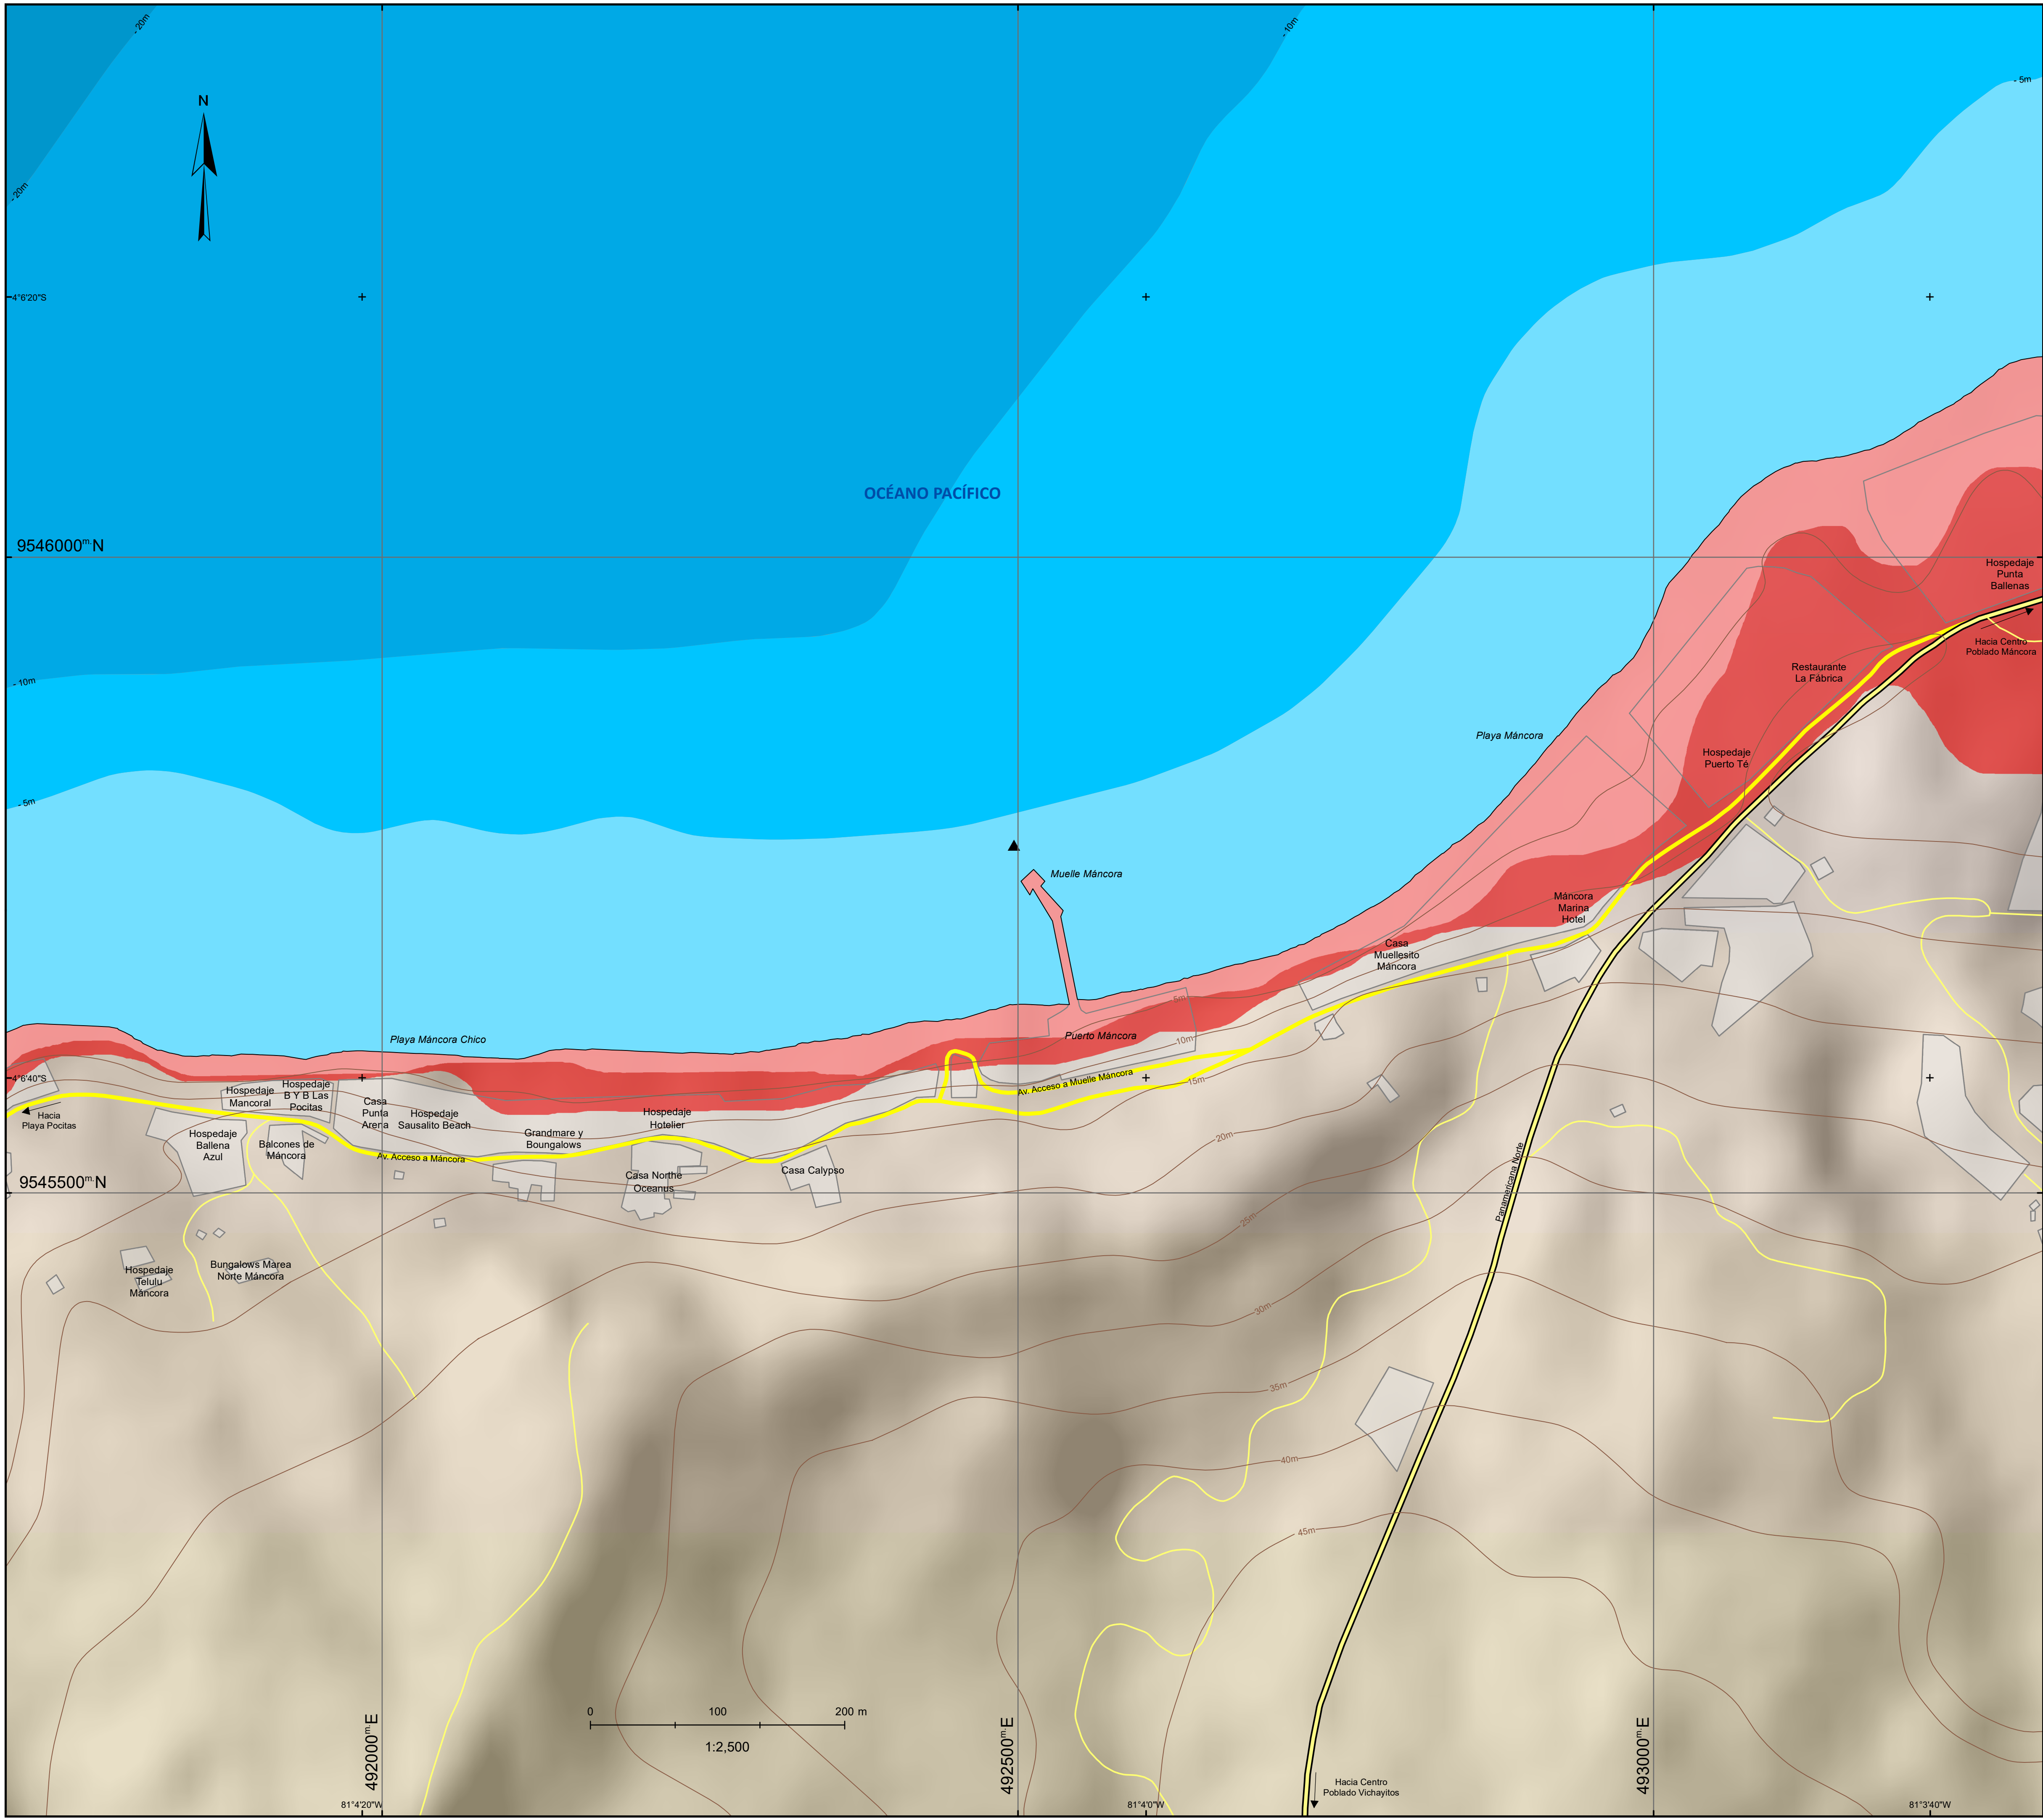 - 20m
- 10m
- 5m
N
- 20m
4°6'20"S
OCÉANO PACÍFICO
9546000m.N
Hospedaje
Punta
Ballenas
Hacia Centro
Poblado Máncora
Restaurante
La Fábrica
- 10m
Playa Máncora
Hospedaje
Puerto Té
- 5m
Muelle Máncora
Máncora
Marina
Hotel
Casa
Muellesito
Máncora
5m
Puerto Máncora
10m
Playa Máncora Chico
4°6'40"S
15m
Av. Acceso a Muelle Máncora
Hospedaje
Mancoral
Hospedaje
B Y B Las
Pocitas
Casa
Punta
Arena
Hospedaje
Sausalito Beach
Hospedaje
Hotelier
Hacia
Playa Pocitas
Hospedaje
Ballena
Azul
Balcones de
Máncora
Grandmare y
Boungalows
20m
Av. Acceso a Máncora
Casa Northe
Oceanus
Casa Calypso
9545500m.N
Panamericana Norte
25m
Hospedaje
Telulu
Máncora
Bungalows Màrea
Norte Máncora
30m
35m
40m
45m
0 100 200 m
1:2,500
492000m.E
492500m.E
493000m.E
Hacia Centro
Poblado Vichayitos
81°4'20"W
81°4'0"W
81°3'40"W